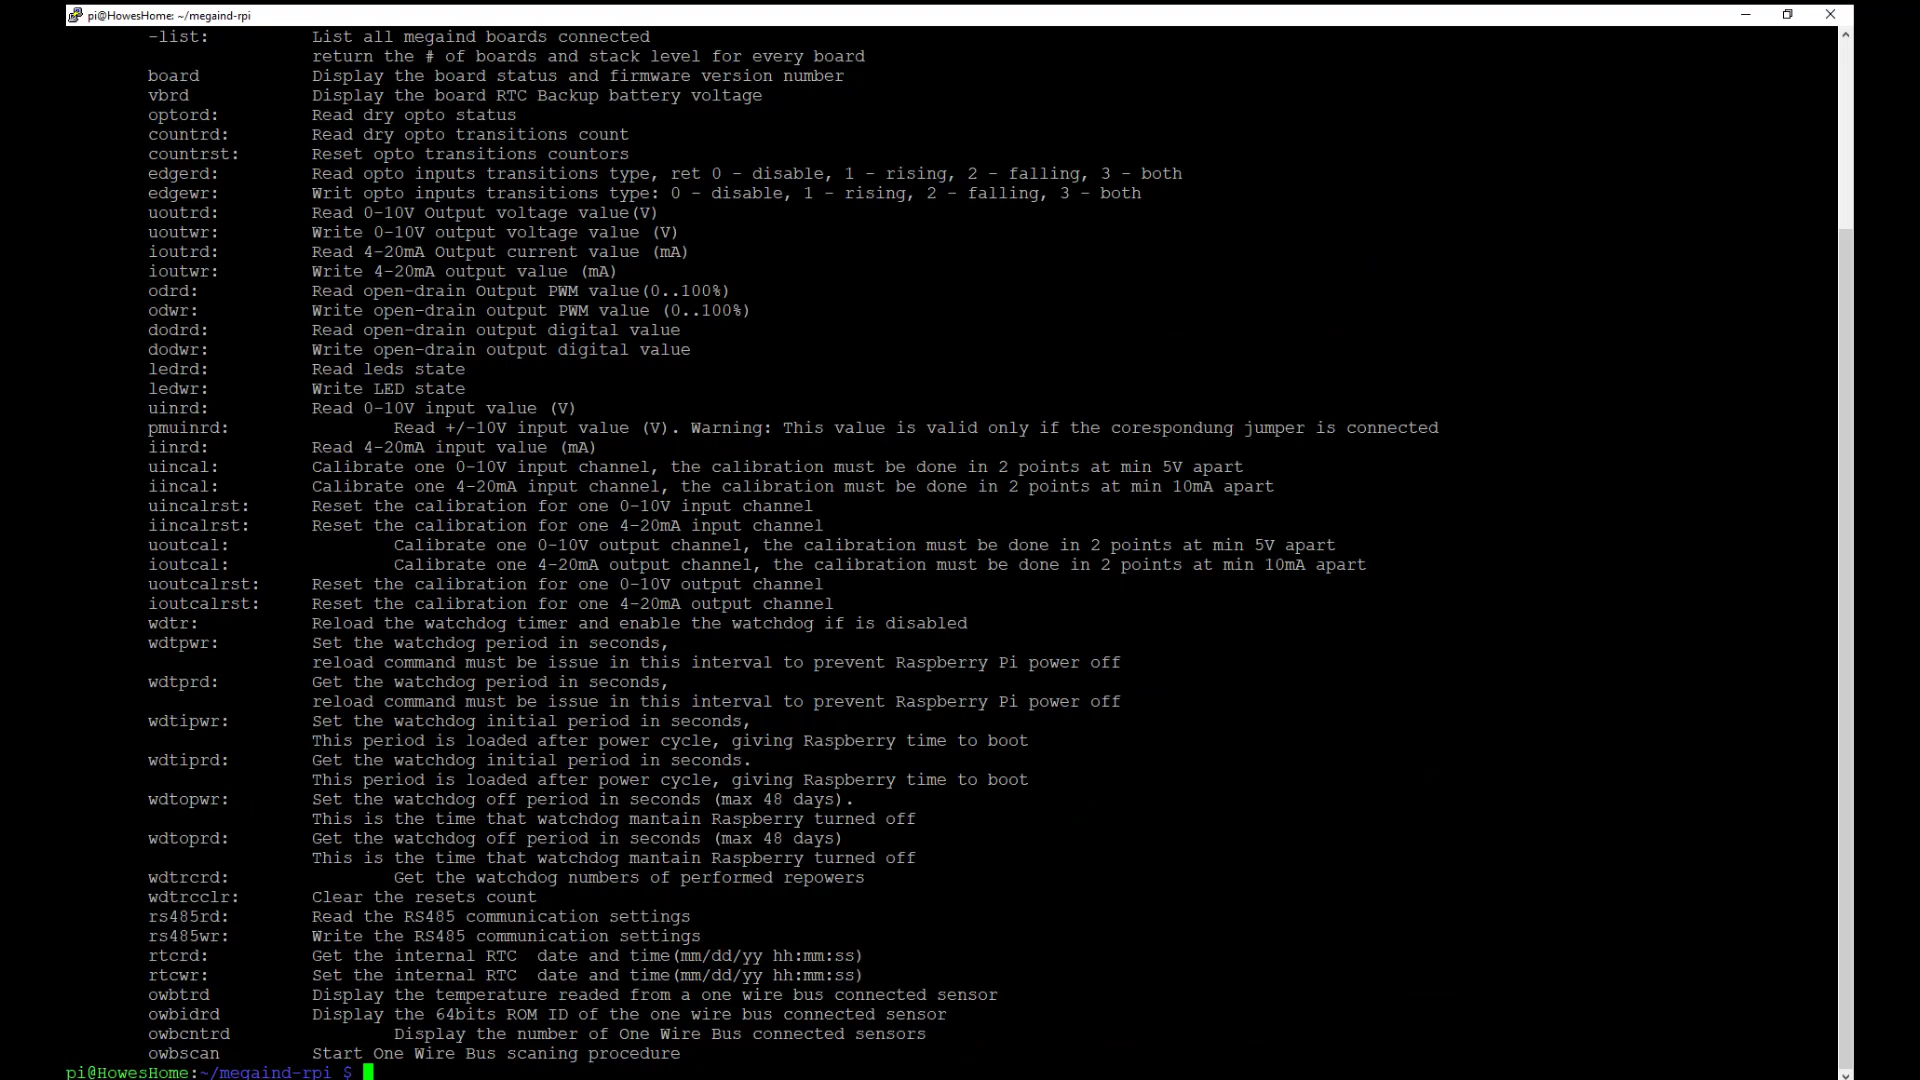 pi@HowesHome: ~/megaind-rpi
-list: List all megaind boards connected
return the # of boards and stack level for every board
board Display the board status and firmware version number
vbrd Display the board RTC Backup battery voltage
optord: Read dry opto status
countrd: Read dry opto transitions count
countrst: Reset opto transitions countors
edgerd: Read opto inputs transitions type, ret 0 - disable, 1 - rising, 2 - falling, 3 - both
edgewr: Writ opto inputs transitions type: 0 - disable, 1 - rising, 2 - falling, 3 - both
uoutrd: Read 0-10V Output voltage value(V)
uoutwr: Write 0-10V output voltage value (V)
ioutrd: Read 4-20mA Output current value (mA)
ioutwr: Write 4-20mA output value (mA)
odrd: Read open-drain Output PWM value(0..100%)
odwr: Write open-drain output PWM value (0..100%)
dodrd: Read open-drain output digital value
dodwr: Write open-drain output digital value
ledrd: Read leds state
ledwr: Write LED state
uinrd: Read 0-10V input value (V)
pmuinrd: Read +/-10V input value (V). Warning: This value is valid only if the corespondung jumper is connected
iinrd: Read 4-20mA input value (mA)
uincal: Calibrate one 0-10V input channel, the calibration must be done in 2 points at min 5V apart
iincal: Calibrate one 4-20mA input channel, the calibration must be done in 2 points at min 10mA apart
uincalrst: Reset the calibration for one 0-10V input channel
iincalrst: Reset the calibration for one 4-20mA input channel
uoutcal: Calibrate one 0-10V output channel, the calibration must be done in 2 points at min 5V apart
ioutcal: Calibrate one 4-20mA output channel, the calibration must be done in 2 points at min 10mA apart
uoutcalrst: Reset the calibration for one 0-10V output channel
ioutcalrst: Reset the calibration for one 4-20mA output channel
wdtr: Reload the watchdog timer and enable the watchdog if is disabled
wdtpwr: Set the watchdog period in seconds,
reload command must be issue in this interval to prevent Raspberry Pi power off
wdtprd: Get the watchdog period in seconds,
reload command must be issue in this interval to prevent Raspberry Pi power off
wdtipwr: Set the watchdog initial period in seconds,
This period is loaded after power cycle, giving Raspberry time to boot
wdtiprd: Get the watchdog initial period in seconds.
This period is loaded after power cycle, giving Raspberry time to boot
wdtopwr: Set the watchdog off period in seconds (max 48 days).
This is the time that watchdog mantain Raspberry turned off
wdtoprd: Get the watchdog off period in seconds (max 48 days)
This is the time that watchdog mantain Raspberry turned off
wdtrcrd: Get the watchdog numbers of performed repowers
wdtrcclr: Clear the resets count
rs485rd: Read the RS485 communication settings
rs485wr: Write the RS485 communication settings
rtcrd: Get the internal RTC  date and time(mm/dd/yy hh:mm:ss)
rtcwr: Set the internal RTC  date and time(mm/dd/yy hh:mm:ss)
owbtrd Display the temperature readed from a one wire bus connected sensor
owbidrd Display the 64bits ROM ID of the one wire bus connected sensor
owbcntrd Display the number of One Wire Bus connected sensors
owbscan Start One Wire Bus scaning procedure
pi@HowesHome:~/megaind-rpi $